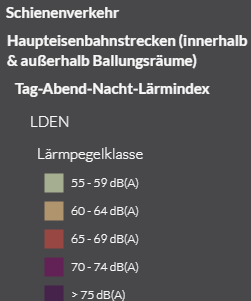 Schienenverkehr
Haupteisenbahnstrecken (innerhalb
& außerhalb Ballungsräume)
Tag-Abend-Nacht-Lärmindex
LDEN
Lärmpegelklasse
55 - 59 dB(A)
60 - 64 dB(A)
65 - 69 dB(A)
70 - 74 dB(A)
> 75 dB(A)